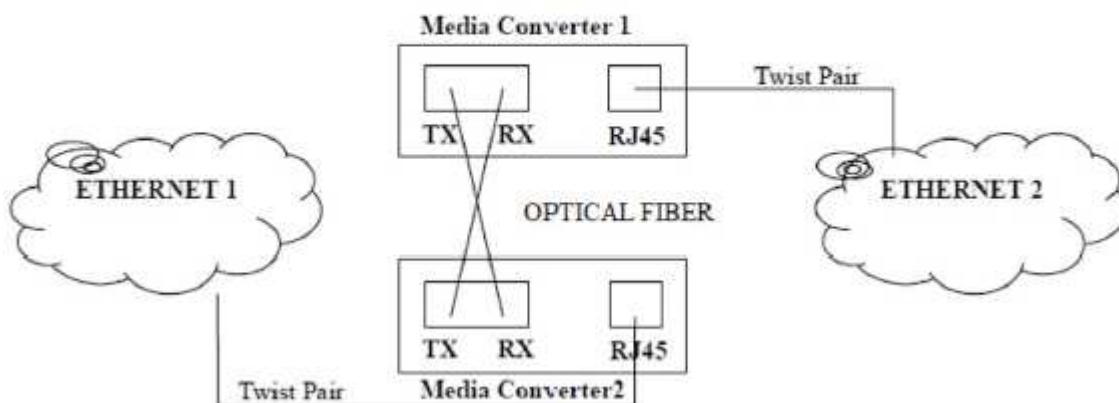 Media Converter 1
Twist Pair
TX RX RJ45
ETHERNET 1
ETHERNET 2
OPTICAL FIBER
TX RX RJ45
Twist Pair
Media Converter2